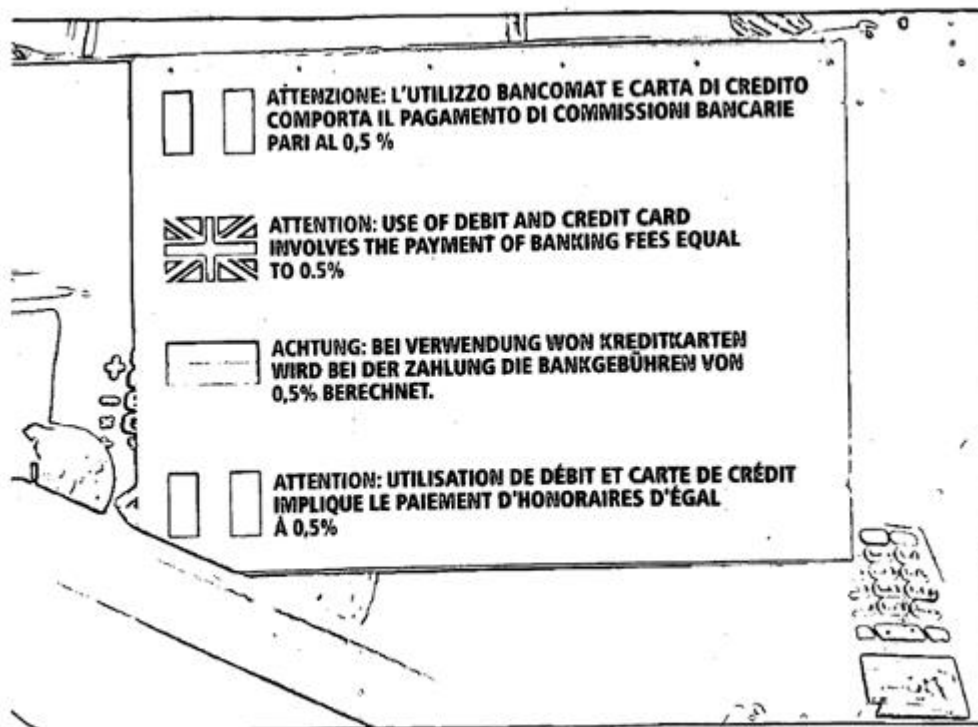 ATTENZIONE: L'UTILIZZO BANCOMAT E CARTA DI CREDITO
COMPORTA IL PAGAMENTO DI COMMISSIONI BANCARIE
PARI AL 0,5 %
ATTENTION: USE OF DEBIT AND CREDIT CARD
INVOLVES THE PAYMENT OF BANKING FEES EQUAL
TO 0.5%
ACHTUNG: BEI VERWENDUNG WON KREDITKARTEN
WIRD BEI DER ZAHLUNG DIE BANKGEBÜHREN VON
0,5% BERECHNET.
ATTENTION: UTILISATION DE DÉBIT ET CARTE DE CRÉDIT
IMPLIQUE LE PAIEMENT D'HONORAIRES D'ÉGAL
À 0,5%